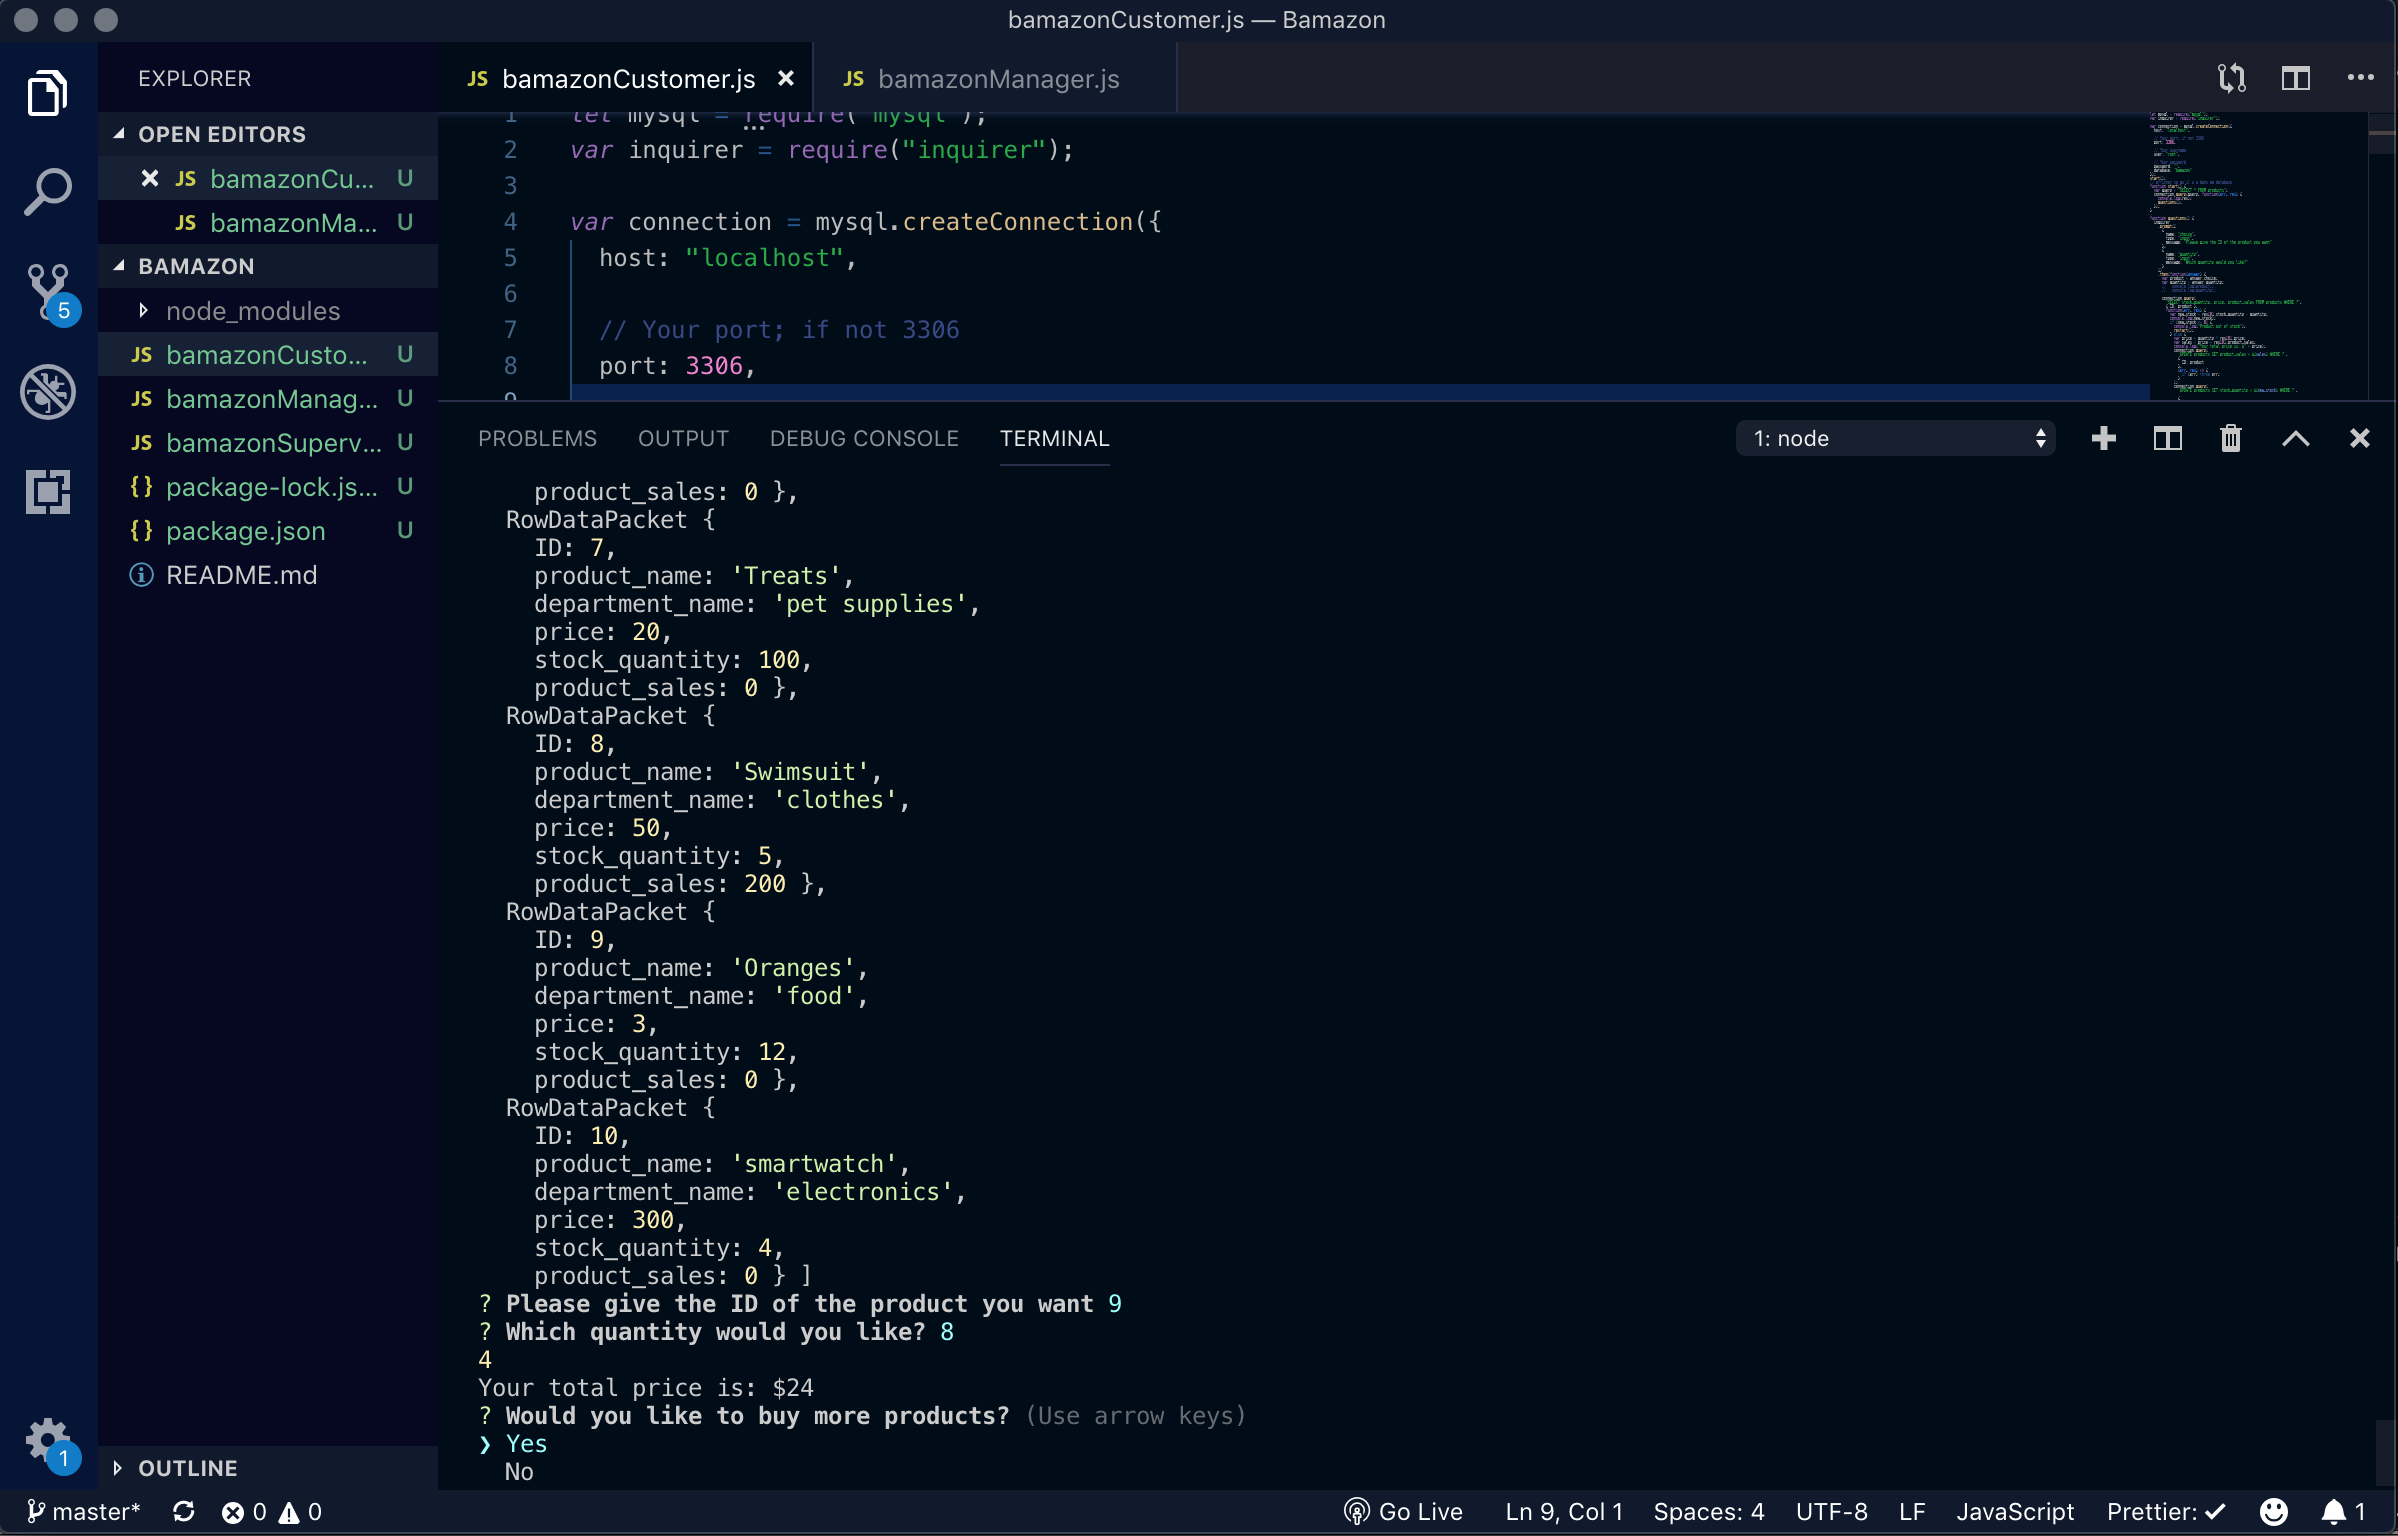 bamazonCustomer.js — Bamazon
EXPLORER
OPEN EDITORS
JS bamazonCu... U
JS bamazonMa... U
BAMAZON
node_modules
JS bamazonCusto... U
JS bamazonManag... U
JS bamazonSuperv... U
{} package-lock.js... U
{} package.json U
README.md
OUTLINE
5
1
JS bamazonCustomer.js
JS bamazonManager.js
1 let mysql = require("mysql");
2 var inquirer = require("inquirer");
3
4 var connection = mysql.createConnection({
5 host: "localhost",
6
7 // Your port; if not 3306
8 port: 3306,
9
PROBLEMS OUTPUT DEBUG CONSOLE TERMINAL 1: node
product_sales: 0 },
RowDataPacket {
ID: 7,
product_name: 'Treats',
department_name: 'pet supplies',
price: 20,
stock_quantity: 100,
product_sales: 0 },
RowDataPacket {
ID: 8,
product_name: 'Swimsuit',
department_name: 'clothes',
price: 50,
stock_quantity: 5,
product_sales: 200 },
RowDataPacket {
ID: 9,
product_name: 'Oranges',
department_name: 'food',
price: 3,
stock_quantity: 12,
product_sales: 0 },
RowDataPacket {
ID: 10,
product_name: 'smartwatch',
department_name: 'electronics',
price: 300,
stock_quantity: 4,
product_sales: 0 } ]
? Please give the ID of the product you want 9
? Which quantity would you like? 8
4
Your total price is: $24
? Would you like to buy more products? (Use arrow keys)
❯ Yes
No
master* 0 0 Go Live Ln 9, Col 1 Spaces: 4 UTF-8 LF JavaScript Prettier: ✓ 1